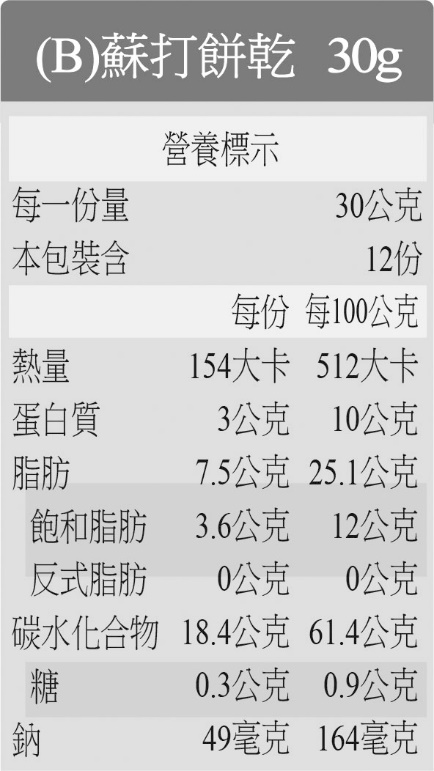 (B)蘇打餅乾 30g
營養標示
每一份量 30公克
本包裝含 12份
每份 每100公克
熱量 154大卡 512大卡
蛋白質 3公克 10公克
脂肪 7.5公克 25.1公克
飽和脂肪 3.6公克 12公克
反式脂肪 0公克 0公克
碳水化合物 18.4公克 61.4公克
糖 0.3公克 0.9公克
鈉 49毫克 164毫克